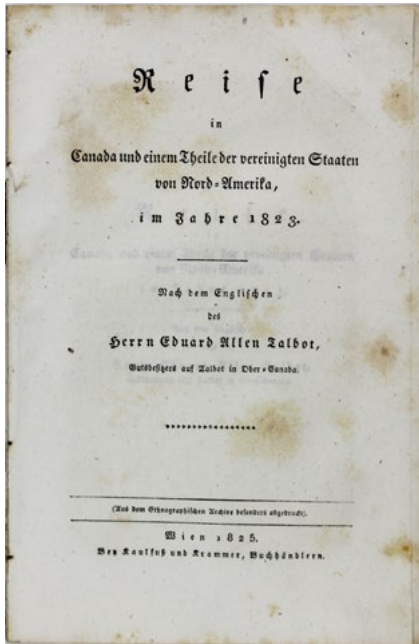 Reise
in
Canada und einem Theile der vereinigten Staaten
von Nord-Amerika,
im Jahre 1823.
Nach dem Englischen
des
Herrn Eduard Allen Talbot,
Gutsbesitzers auf Talbot in Ober-Canada.
(Aus dem Ethnographischen Archive besonders abgedruckt).
Wien 1825.
Bey Kaulfuß und Krammer, Buchhändlern.